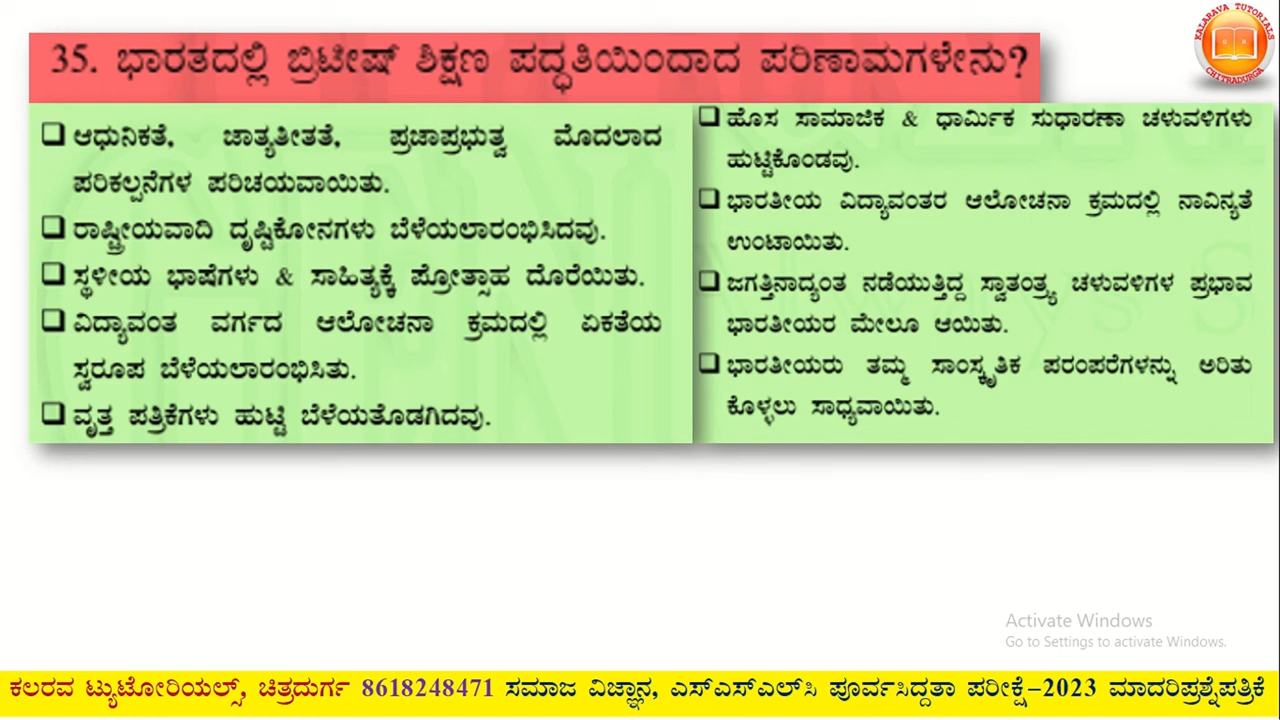 KALARAVA TUTORIALS
CHITRADURGA
35. ಭಾರತದಲ್ಲಿ ಬ್ರಿಟೀಷ್ ಶಿಕ್ಷಣ ಪದ್ಧತಿಯಿಂದಾದ ಪರಿಣಾಮಗಳೇನು?
❑ ಆಧುನಿಕತೆ, ಜಾತ್ಯತೀತತೆ, ಪ್ರಜಾಪ್ರಭುತ್ವ ಮೊದಲಾದ
ಪರಿಕಲ್ಪನೆಗಳ ಪರಿಚಯವಾಯಿತು.
❑ ರಾಷ್ಟ್ರೀಯವಾದಿ ದೃಷ್ಟಿಕೋನಗಳು ಬೆಳೆಯಲಾರಂಭಿಸಿದವು.
❑ ಸ್ಥಳೀಯ ಭಾಷೆಗಳು & ಸಾಹಿತ್ಯಕ್ಕೆ ಪ್ರೋತ್ಸಾಹ ದೊರೆಯಿತು.
❑ ವಿದ್ಯಾವಂತ ವರ್ಗದ ಆಲೋಚನಾ ಕ್ರಮದಲ್ಲಿ ಏಕತೆಯ
ಸ್ವರೂಪ ಬೆಳೆಯಲಾರಂಭಿಸಿತು.
❑ ವೃತ್ತ ಪತ್ರಿಕೆಗಳು ಹುಟ್ಟಿ ಬೆಳೆಯತೊಡಗಿದವು.
❑ ಹೊಸ ಸಾಮಾಜಿಕ & ಧಾರ್ಮಿಕ ಸುಧಾರಣಾ ಚಳುವಳಿಗಳು
ಹುಟ್ಟಿಕೊಂಡವು.
❑ ಭಾರತೀಯ ವಿದ್ಯಾವಂತರ ಆಲೋಚನಾ ಕ್ರಮದಲ್ಲಿ ನಾವಿನ್ಯತೆ
ಉಂಟಾಯಿತು.
❑ ಜಗತ್ತಿನಾದ್ಯಂತ ನಡೆಯುತ್ತಿದ್ದ ಸ್ವಾತಂತ್ರ್ಯ ಚಳುವಳಿಗಳ ಪ್ರಭಾವ
ಭಾರತೀಯರ ಮೇಲೂ ಆಯಿತು.
❑ ಭಾರತೀಯರು ತಮ್ಮ ಸಾಂಸ್ಕೃತಿಕ ಪರಂಪರೆಗಳನ್ನು ಅರಿತು
ಕೊಳ್ಳಲು ಸಾಧ್ಯವಾಯಿತು.
Activate Windows
Go to Settings to activate Windows.
ಕಲರವ ಟ್ಯುಟೋರಿಯಲ್ಸ್, ಚಿತ್ರದುರ್ಗ 8618248471 ಸಮಾಜ ವಿಜ್ಞಾನ, ಎಸ್‌ಎಸ್‌ಎಲ್‌ಸಿ ಪೂರ್ವಸಿದ್ದತಾ ಪರೀಕ್ಷೆ-2023 ಮಾದರಿಪ್ರಶ್ನೆಪತ್ರಿಕೆ